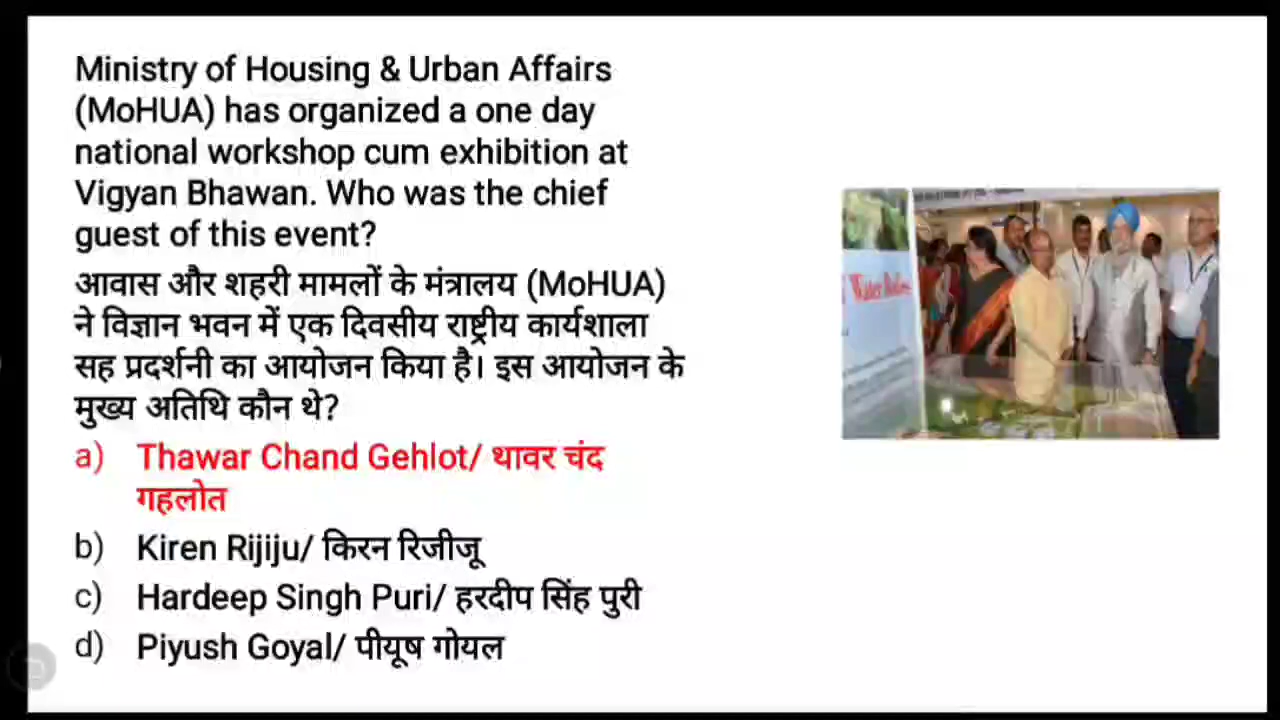 Ministry of Housing & Urban Affairs
(MoHUA) has organized a one day
national workshop cum exhibition at
Vigyan Bhawan. Who was the chief
guest of this event?
आवास और शहरी मामलों के मंत्रालय (MoHUA)
ने विज्ञान भवन में एक दिवसीय राष्ट्रीय कार्यशाला
सह प्रदर्शनी का आयोजन किया है। इस आयोजन के
मुख्य अतिथि कौन थे?
a) Thawar Chand Gehlot/ थावर चंद
गहलोत
b) Kiren Rijiju/ किरन रिजीजू
c) Hardeep Singh Puri/ हरदीप सिंह पुरी
d) Piyush Goyal/ पीयूष गोयल
Water